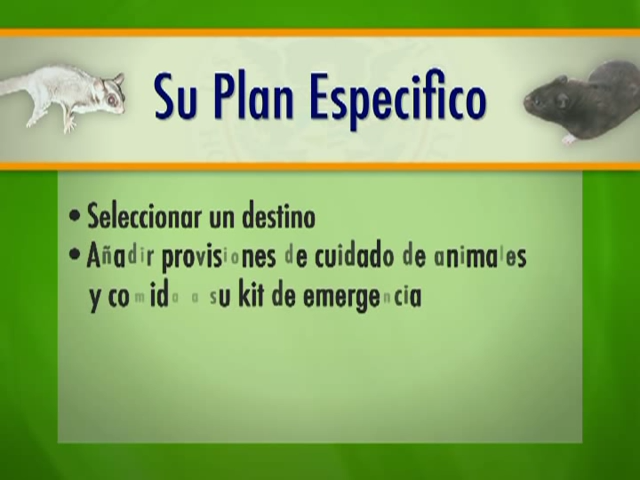 Su Plan Especifico
• Seleccionar un destino
• Añadir provisiones de cuidado de animales
y comida a su kit de emergencia